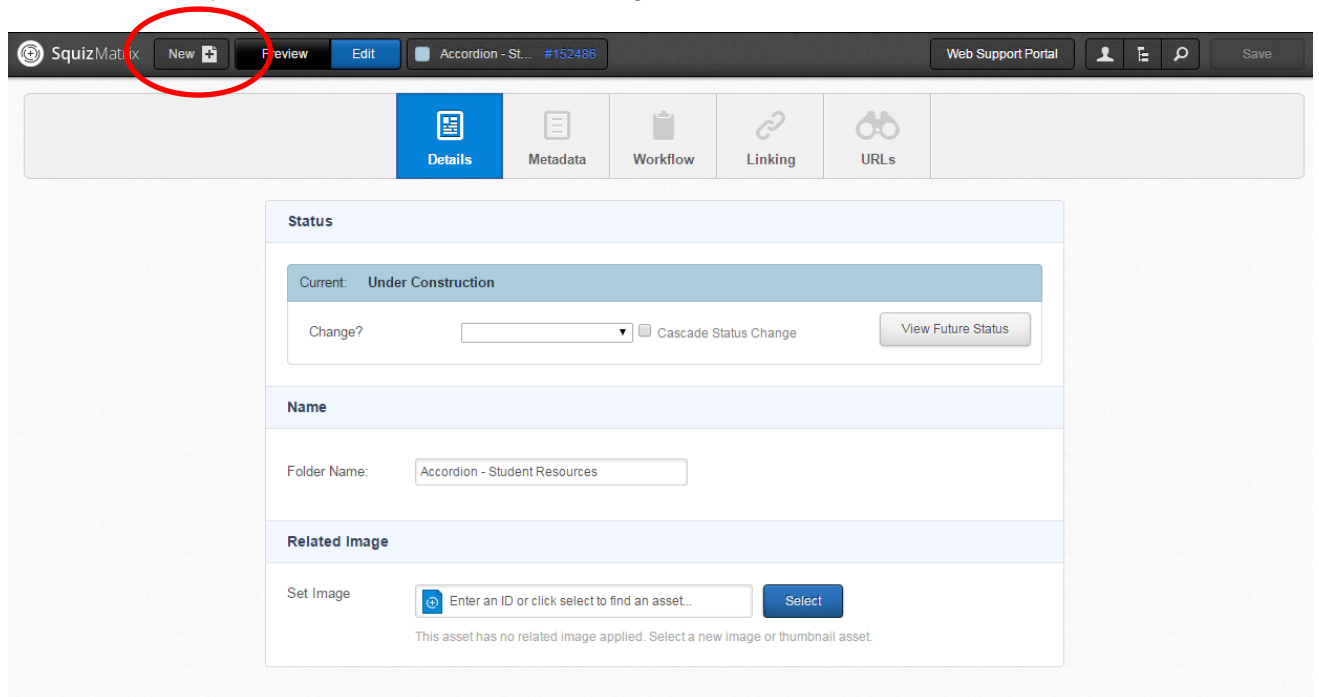 SquizMatrix New Preview Edit Accordion - St... #152486 Web Support Portal Save
Details Metadata Workflow Linking URLs
Status
Current: Under Construction
Change? Cascade Status Change View Future Status
Name
Folder Name: Accordion - Student Resources
Related Image
Set Image Enter an ID or click select to find an asset... Select
This asset has no related image applied. Select a new image or thumbnail asset.